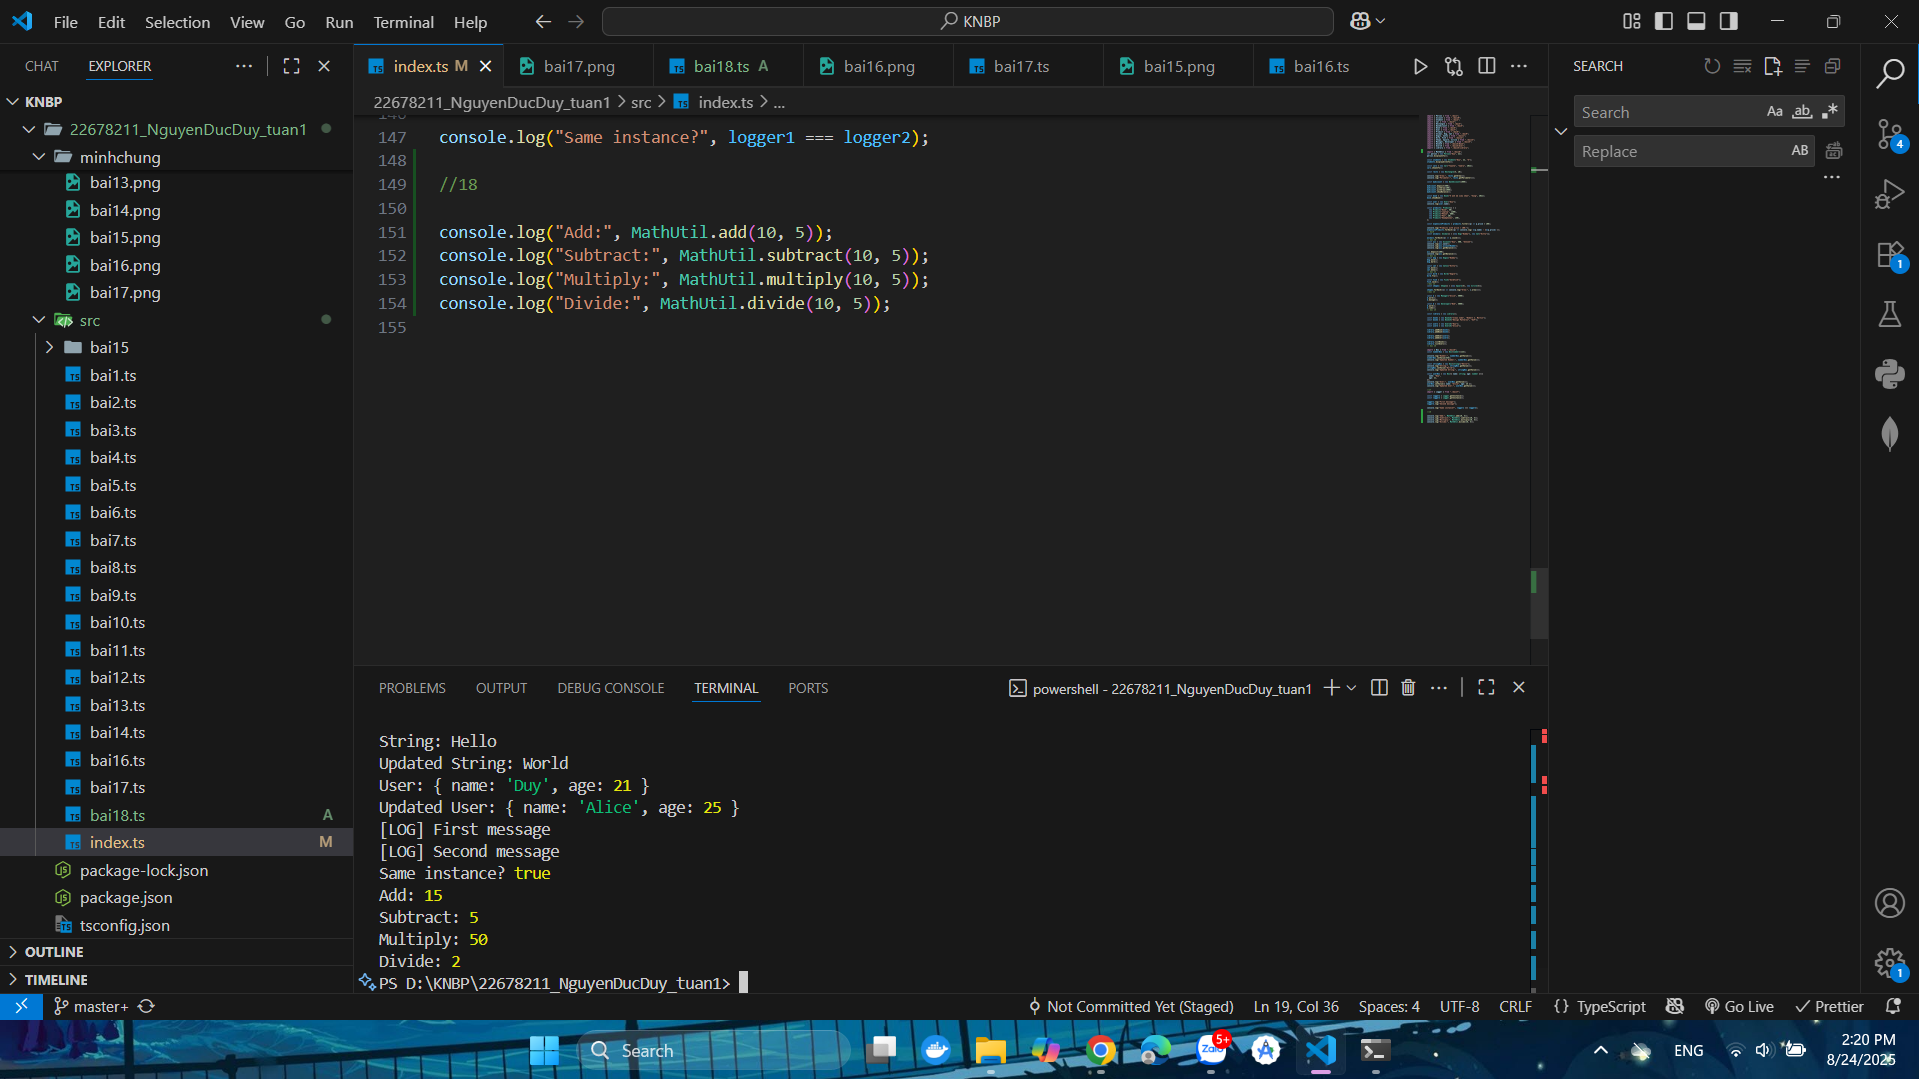 File Edit Selection View Go Run Terminal Help
KNBP
CHAT EXPLORER
index.ts M
bai17.png
bai18.ts A
bai16.png
bai17.ts
bai15.png
bai16.ts
SEARCH
KNBP
22678211_NguyenDucDuy_tuan1
minhchung
bai13.png
bai14.png
bai15.png
bai16.png
bai17.png
src
bai15
bai1.ts
bai2.ts
bai3.ts
bai4.ts
bai5.ts
bai6.ts
bai7.ts
bai8.ts
bai9.ts
bai10.ts
bai11.ts
bai12.ts
bai13.ts
bai14.ts
bai16.ts
bai17.ts
bai18.ts A
index.ts M
package-lock.json
package.json
tsconfig.json
OUTLINE
TIMELINE
22678211_NguyenDucDuy_tuan1 > src > index.ts > ...
147 console.log("Same instance?", logger1 === logger2);
148
149 //18
150
151 console.log("Add:", MathUtil.add(10, 5));
152 console.log("Subtract:", MathUtil.subtract(10, 5));
153 console.log("Multiply:", MathUtil.multiply(10, 5));
154 console.log("Divide:", MathUtil.divide(10, 5));
155
Search Aa ab
Replace AB
4
1
1
PROBLEMS OUTPUT DEBUG CONSOLE TERMINAL PORTS
powershell - 22678211_NguyenDucDuy_tuan1
String: Hello
Updated String: World
User: { name: 'Duy', age: 21 }
Updated User: { name: 'Alice', age: 25 }
[LOG] First message
[LOG] Second message
Same instance? true
Add: 15
Subtract: 5
Multiply: 50
Divide: 2
PS D:\KNBP\22678211_NguyenDucDuy_tuan1>
master+
Not Committed Yet (Staged) Ln 19, Col 36 Spaces: 4 UTF-8 CRLF {} TypeScript Go Live Prettier
Search
Zalo 5+
ENG
2:20 PM
8/24/2025